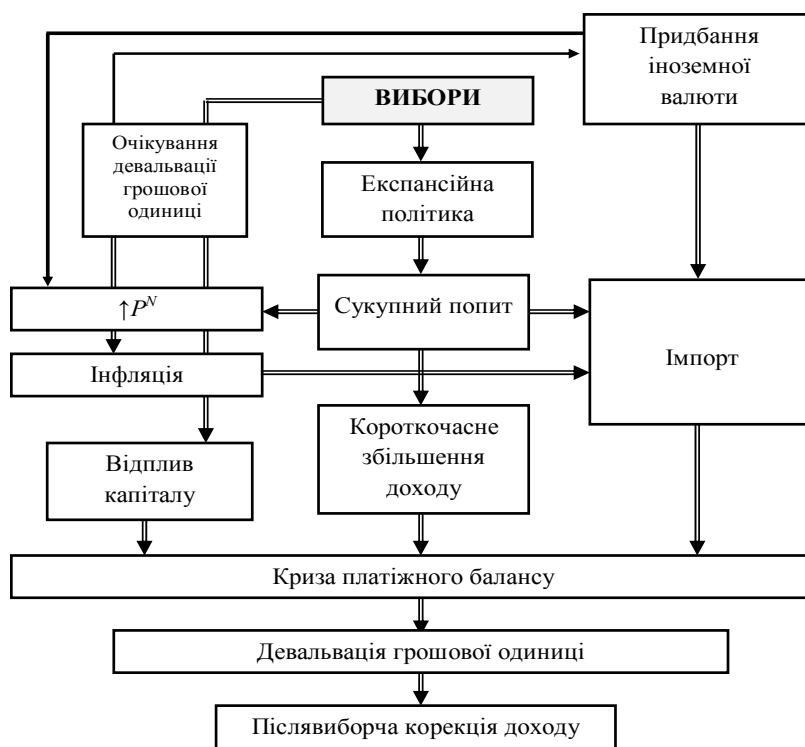 Придбання
іноземної
валюти
ВИБОРИ
Очікування
девальвації
грошової
одиниці
Експансійна
політика
↑P^N
Сукупний попит
Імпорт
Інфляція
Короткочасне
збільшення
доходу
Відплив
капіталу
Криза платіжного балансу
Девальвація грошової одиниці
Післявиборча корекція доходу